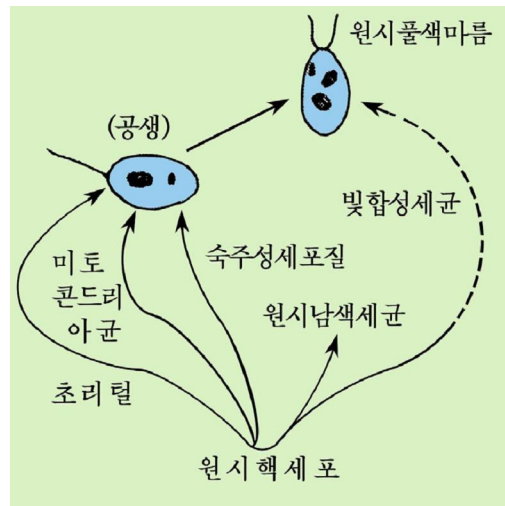 원시풀색마름
(공생)
빛합성세균
숙주성세포질
미토
콘드리
아균
원시남색세균
초리털
원시핵세포